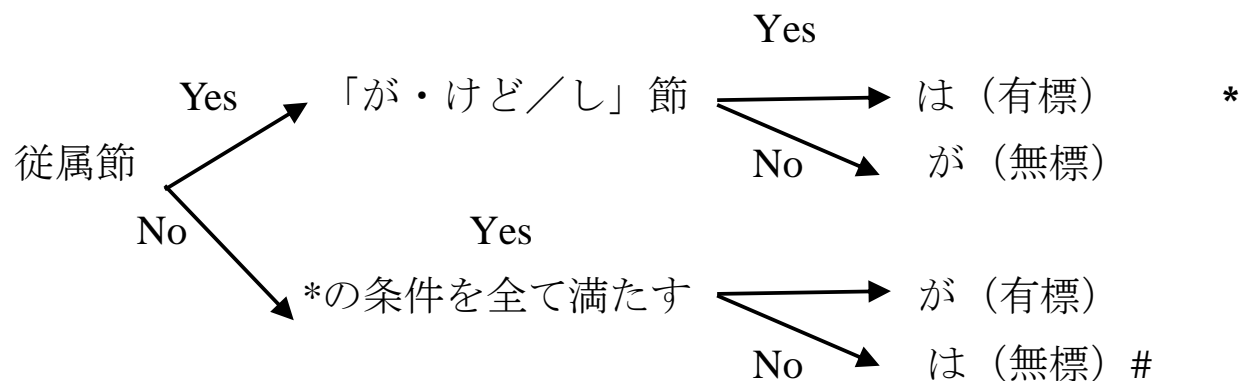 Yes
Yes 「が・けど／し」節 は（有標） *
従属節
No が（無標）
No Yes
*の条件を全て満たす が（有標）
No は（無標）#